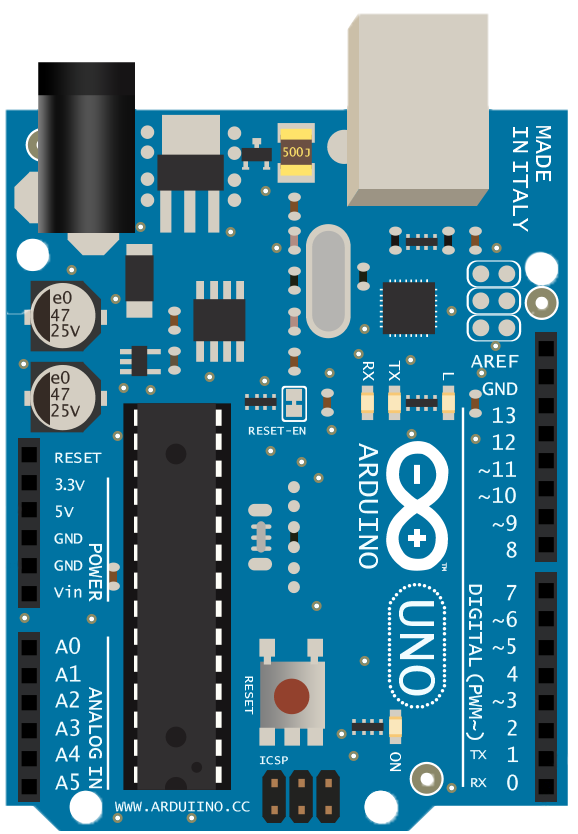 MADE
IN ITALY
500J
e0
47
25V
e0
47
25V
RX
TX
L
RESET-EN
AREF
GND
13
12
~11
~10
~9
8
7
~6
~5
4
~3
2
TX 1
RX 0
DIGITAL (PWM~)
ARDUINO
TM
UNO
RESET
3.3V
5V
GND
GND
Vin
POWER
A0
A1
A2
A3
A4
A5
ANALOG IN
RESET
ICSP
ON
WWW.ARDUIINO.CC